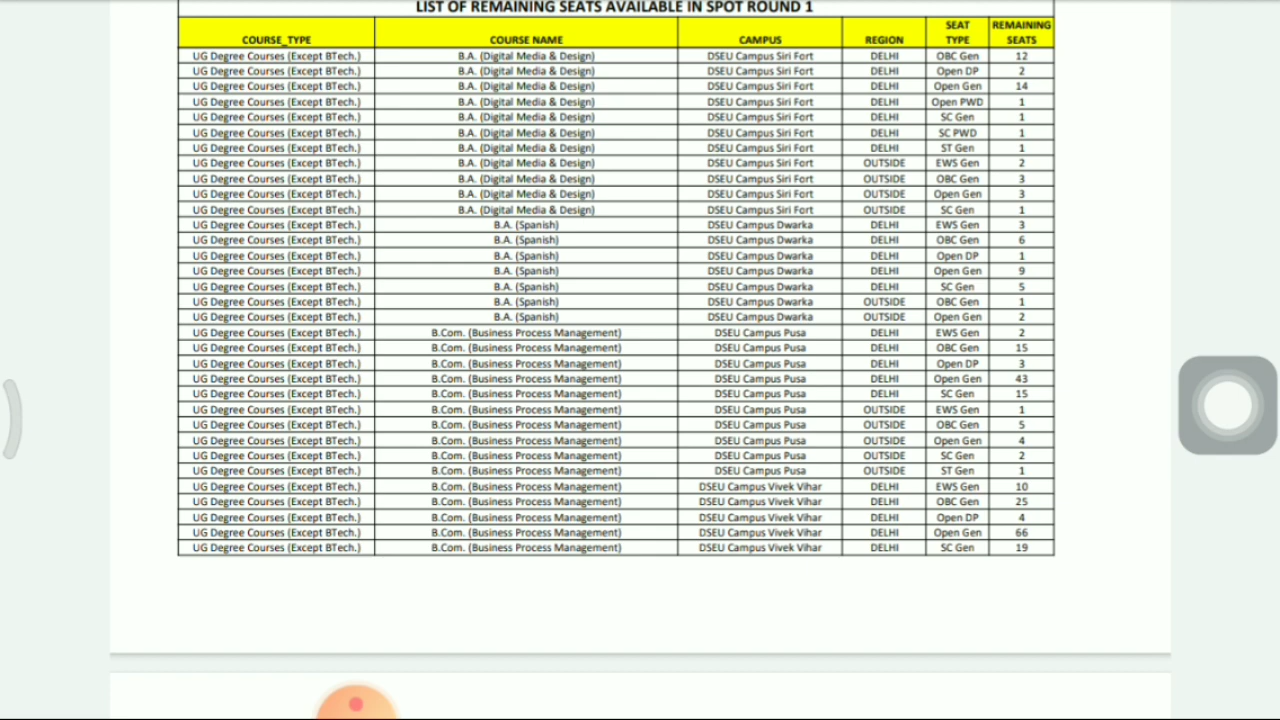 LIST OF REMAINING SEATS AVAILABLE IN SPOT ROUND 1
COURSE_TYPE COURSE NAME CAMPUS REGION SEAT TYPE REMAINING SEATS
UG Degree Courses (Except BTech.) B.A. (Digital Media & Design) DSEU Campus Siri Fort DELHI OBC Gen 12
UG Degree Courses (Except BTech.) B.A. (Digital Media & Design) DSEU Campus Siri Fort DELHI Open DP 2
UG Degree Courses (Except BTech.) B.A. (Digital Media & Design) DSEU Campus Siri Fort DELHI Open Gen 14
UG Degree Courses (Except BTech.) B.A. (Digital Media & Design) DSEU Campus Siri Fort DELHI Open PWD 1
UG Degree Courses (Except BTech.) B.A. (Digital Media & Design) DSEU Campus Siri Fort DELHI SC Gen 1
UG Degree Courses (Except BTech.) B.A. (Digital Media & Design) DSEU Campus Siri Fort DELHI SC PWD 1
UG Degree Courses (Except BTech.) B.A. (Digital Media & Design) DSEU Campus Siri Fort DELHI ST Gen 1
UG Degree Courses (Except BTech.) B.A. (Digital Media & Design) DSEU Campus Siri Fort OUTSIDE EWS Gen 2
UG Degree Courses (Except BTech.) B.A. (Digital Media & Design) DSEU Campus Siri Fort OUTSIDE OBC Gen 3
UG Degree Courses (Except BTech.) B.A. (Digital Media & Design) DSEU Campus Siri Fort OUTSIDE Open Gen 3
UG Degree Courses (Except BTech.) B.A. (Digital Media & Design) DSEU Campus Siri Fort OUTSIDE SC Gen 1
UG Degree Courses (Except BTech.) B.A. (Spanish) DSEU Campus Dwarka DELHI EWS Gen 3
UG Degree Courses (Except BTech.) B.A. (Spanish) DSEU Campus Dwarka DELHI OBC Gen 6
UG Degree Courses (Except BTech.) B.A. (Spanish) DSEU Campus Dwarka DELHI Open DP 1
UG Degree Courses (Except BTech.) B.A. (Spanish) DSEU Campus Dwarka DELHI Open Gen 9
UG Degree Courses (Except BTech.) B.A. (Spanish) DSEU Campus Dwarka DELHI SC Gen 5
UG Degree Courses (Except BTech.) B.A. (Spanish) DSEU Campus Dwarka OUTSIDE OBC Gen 1
UG Degree Courses (Except BTech.) B.A. (Spanish) DSEU Campus Dwarka OUTSIDE Open Gen 2
UG Degree Courses (Except BTech.) B.Com. (Business Process Management) DSEU Campus Pusa DELHI EWS Gen 2
UG Degree Courses (Except BTech.) B.Com. (Business Process Management) DSEU Campus Pusa DELHI OBC Gen 15
UG Degree Courses (Except BTech.) B.Com. (Business Process Management) DSEU Campus Pusa DELHI Open DP 3
UG Degree Courses (Except BTech.) B.Com. (Business Process Management) DSEU Campus Pusa DELHI Open Gen 43
UG Degree Courses (Except BTech.) B.Com. (Business Process Management) DSEU Campus Pusa DELHI SC Gen 15
UG Degree Courses (Except BTech.) B.Com. (Business Process Management) DSEU Campus Pusa OUTSIDE EWS Gen 1
UG Degree Courses (Except BTech.) B.Com. (Business Process Management) DSEU Campus Pusa OUTSIDE OBC Gen 5
UG Degree Courses (Except BTech.) B.Com. (Business Process Management) DSEU Campus Pusa OUTSIDE Open Gen 4
UG Degree Courses (Except BTech.) B.Com. (Business Process Management) DSEU Campus Pusa OUTSIDE SC Gen 2
UG Degree Courses (Except BTech.) B.Com. (Business Process Management) DSEU Campus Pusa OUTSIDE ST Gen 1
UG Degree Courses (Except BTech.) B.Com. (Business Process Management) DSEU Campus Vivek Vihar DELHI EWS Gen 10
UG Degree Courses (Except BTech.) B.Com. (Business Process Management) DSEU Campus Vivek Vihar DELHI OBC Gen 25
UG Degree Courses (Except BTech.) B.Com. (Business Process Management) DSEU Campus Vivek Vihar DELHI Open DP 4
UG Degree Courses (Except BTech.) B.Com. (Business Process Management) DSEU Campus Vivek Vihar DELHI Open Gen 66
UG Degree Courses (Except BTech.) B.Com. (Business Process Management) DSEU Campus Vivek Vihar DELHI SC Gen 19